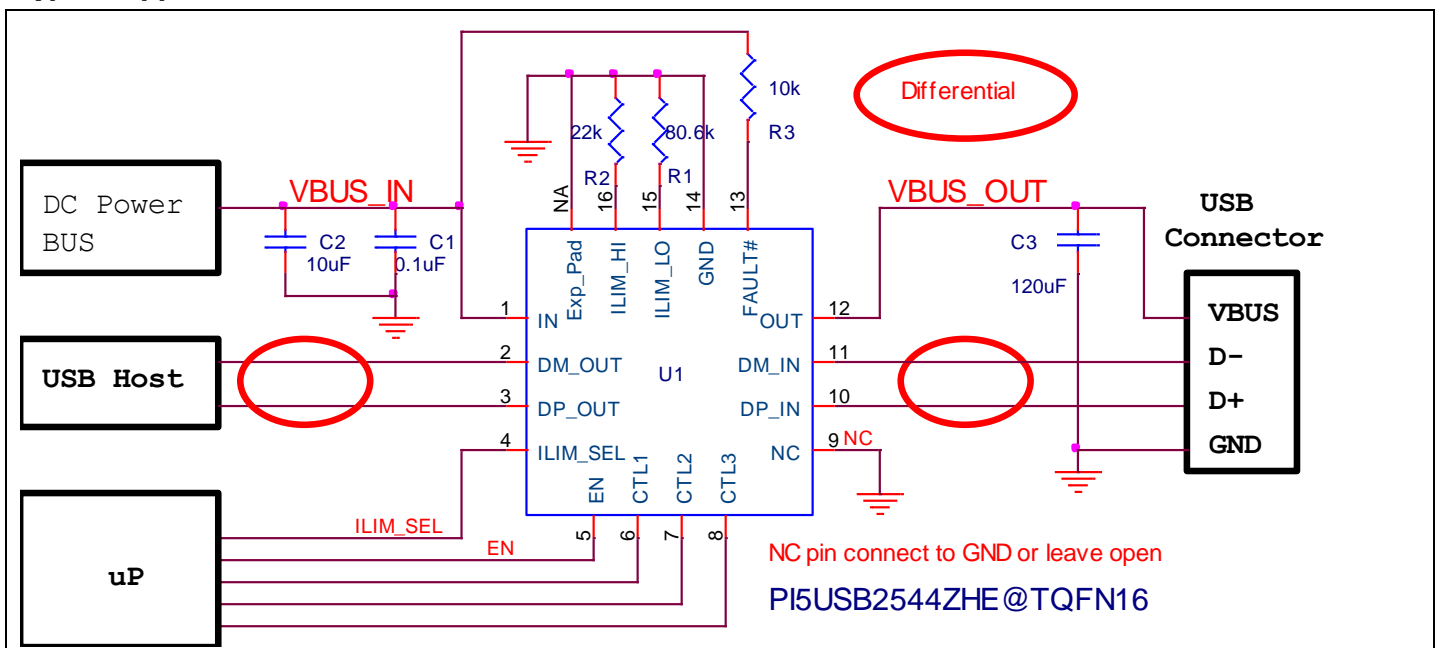 10k
R3
Differential
22k
R2
80.6k
R1
VBUS_IN
VBUS_OUT
DC Power
BUS
C2
10uF
C1
0.1uF
C3
120uF
USB
Connector
NA
16
15
14
13
Exp_Pad
ILIM_HI
ILIM_LO
GND
FAULT#
1
IN
OUT
12
VBUS
USB Host
2
DM_OUT
U1
DM_IN
11
D-
3
DP_OUT
DP_IN
10
D+
4
ILIM_SEL
NC
9
NC
GND
EN
CTL1
CTL2
CTL3
5
6
7
8
uP
ILIM_SEL
EN
NC pin connect to GND or leave open
PI5USB2544ZHE@TQFN16